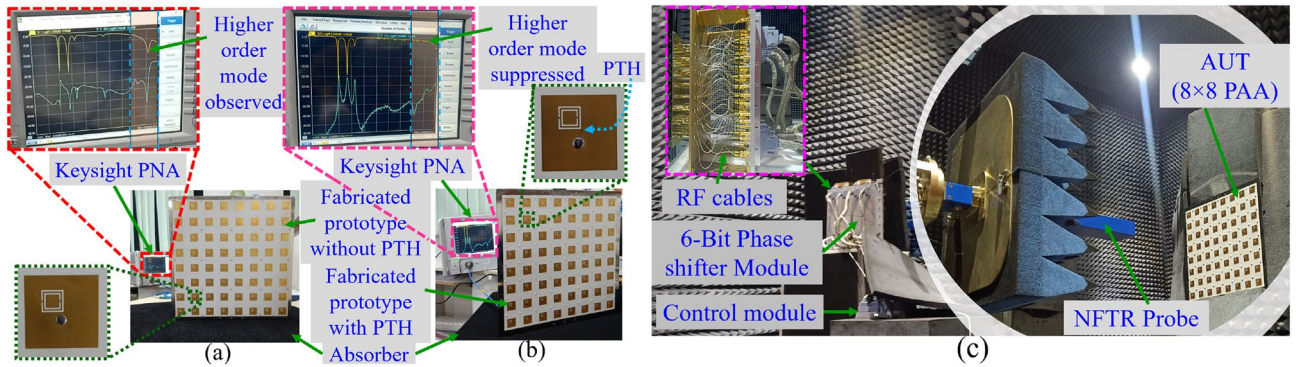 Higher
order
mode
observed
Higher
order mode
suppressed
PTH
Keysight PNA
Keysight PNA
Fabricated
prototype
without PTH
Fabricated
prototype
with PTH
Absorber
(a)
(b)
RF cables
6-Bit Phase
shifter Module
Control module
AUT
(8×8 PAA)
NFTR Probe
(c)